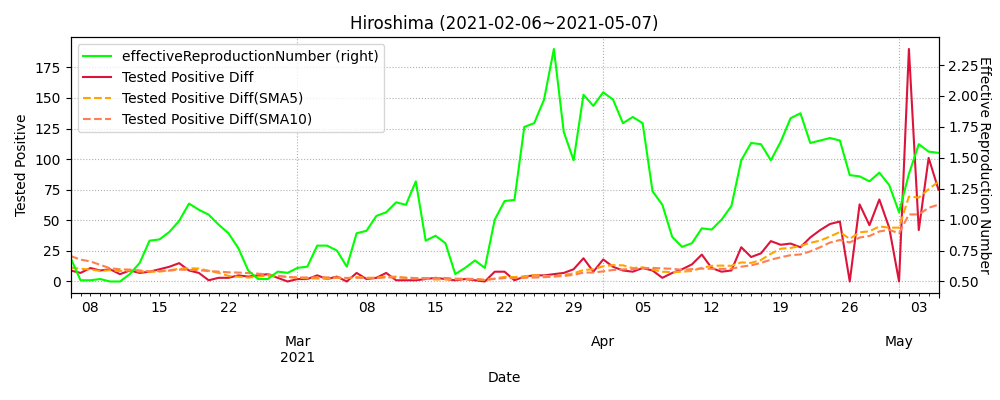 Hiroshima (2021-02-06~2021-05-07)
effectiveReproductionNumber (right)
Tested Positive Diff
Tested Positive Diff(SMA5)
Tested Positive Diff(SMA10)
Tested Positive
175
150
125
100
75
50
25
0
2.25
2.00
1.75
1.50
1.25
1.00
0.75
0.50
Effective Reproduction Number
08 15 22 08 15 22 29 05 12 19 26 03
Mar Apr May
2021
Date